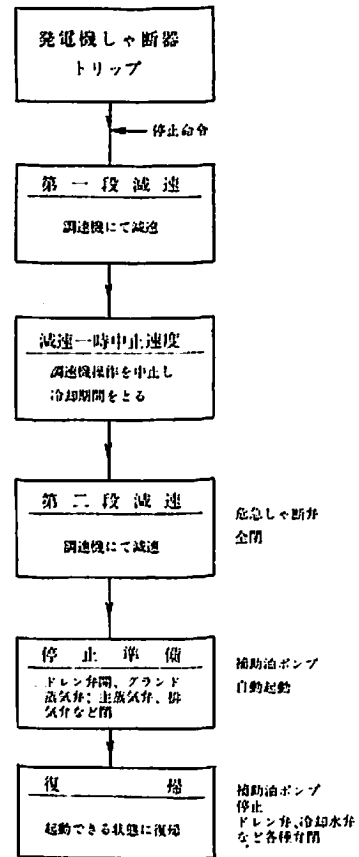 発電機しゃ断器
トリップ
停止命令
第一段減速
調速機にて減速
減速一時中止速度
調速機操作を中止し
冷却期間をとる
第二段減速
調速機にて減速
危急しゃ断弁
全閉
停止準備
ドレン弁開、グランド
蒸気弁、主蒸気弁、排
気弁など閉
補助油ポンプ
自動起動
復帰
起動できる状態に復帰
補助油ポンプ
停止
ドレン弁、冷却水弁
など各種弁閉